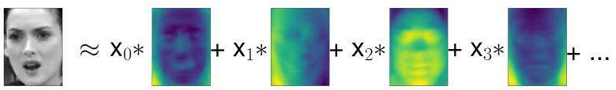 ≈ x₀* + x₁* + x₂* + x₃* + ...